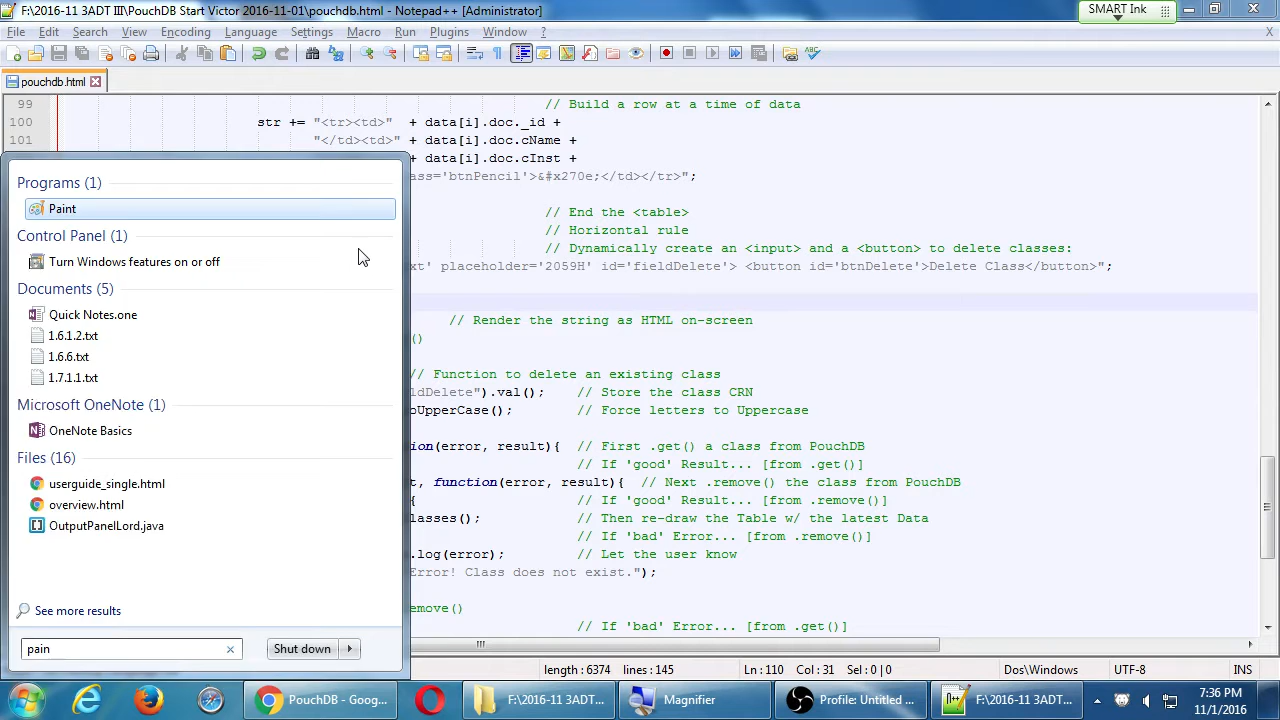 F:\2016-11 3ADT III\PouchDB Start Victor 2016-11-01\pouchdb.html - Notepad++ [Administrator]
SMART Ink
File Edit Search View Encoding Language Settings Macro Run Plugins Window ? X
pouchdb.html
99 // Build a row at a time of data
100 str += "<tr><td>" + data[i].doc._id +
101 "</td><td>" + data[i].doc.cName +
+ data[i].doc.cInst +
ass='btnPencil'>&#x270e;</td></tr>";
// End the <table>
// Horizontal rule
// Dynamically create an <input> and a <button> to delete classes:
xt' placeholder='2059H' id='fieldDelete'> <button id='btnDelete'>Delete Class</button>";
// Render the string as HTML on-screen
()
// Function to delete an existing class
ldDelete").val(); // Store the class CRN
oUpperCase(); // Force letters to Uppercase
ion(error, result){ // First .get() a class from PouchDB
// If 'good' Result... [from .get()]
t, function(error, result){ // Next .remove() the class from PouchDB
{ // If 'good' Result... [from .remove()]
lasses(); // Then re-draw the Table w/ the latest Data
// If 'bad' Error... [from .remove()]
.log(error); // Let the user know
Error! Class does not exist.");
emove()
// If 'bad' Error... [from .get()]
Programs (1)
Paint
Control Panel (1)
Turn Windows features on or off
Documents (5)
Quick Notes.one
1.6.1.2.txt
1.6.6.txt
1.7.1.1.txt
Microsoft OneNote (1)
OneNote Basics
Files (16)
userguide_single.html
overview.html
OutputPanelLord.java
See more results
pain
Shut down
length : 6374 lines : 145 Ln : 110 Col : 31 Sel : 0 | 0 Dos\Windows UTF-8 INS
PouchDB - Goog...
F:\2016-11 3ADT...
Magnifier
Profile: Untitled ...
F:\2016-11 3ADT...
7:36 PM
11/1/2016